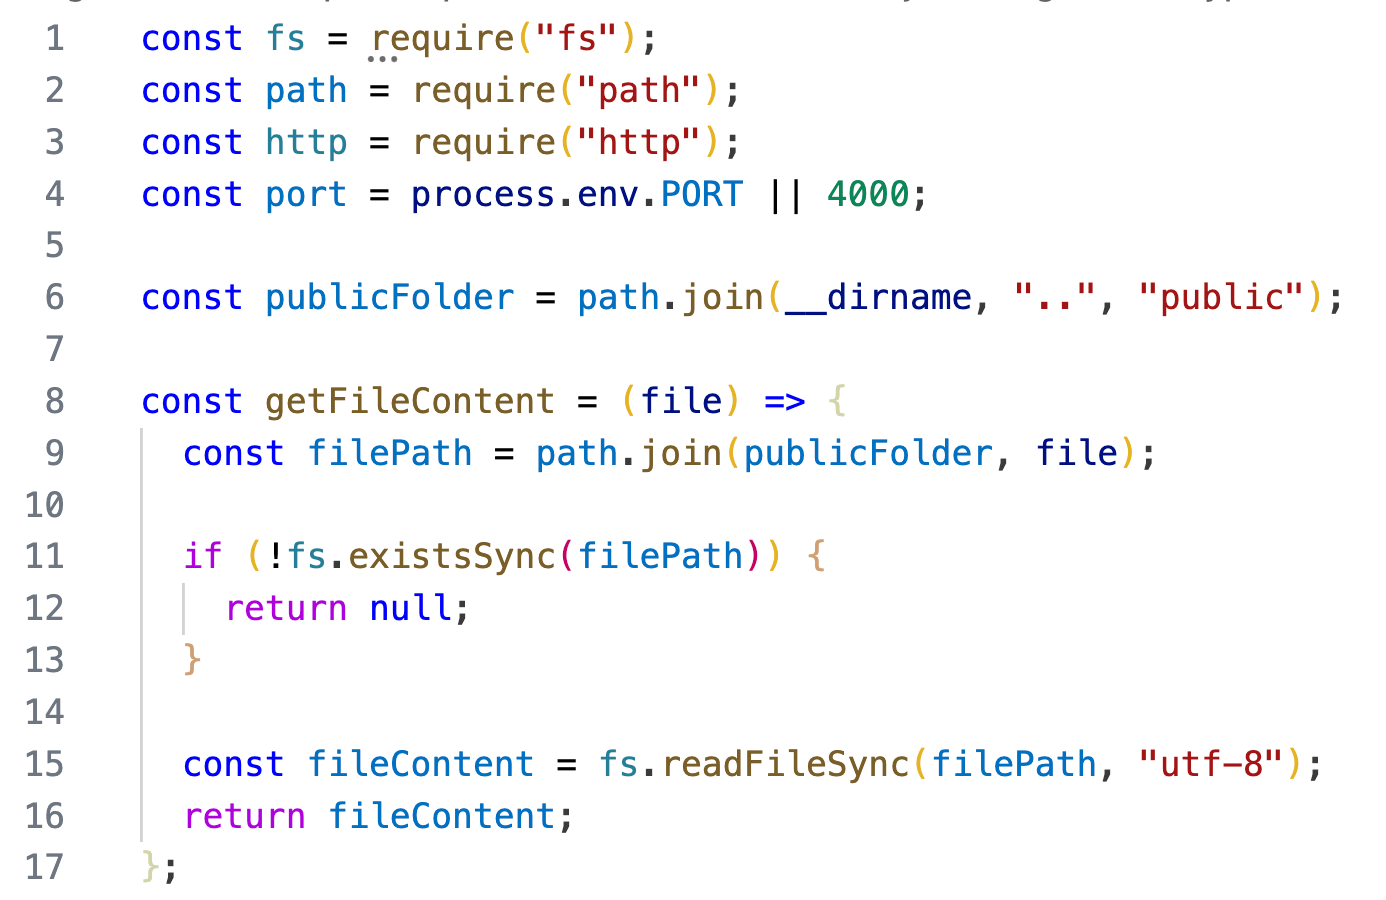 1 const fs = require("fs");
2 const path = require("path");
3 const http = require("http");
4 const port = process.env.PORT || 4000;
5
6 const publicFolder = path.join(__dirname, "..", "public");
7
8 const getFileContent = (file) => {
9   const filePath = path.join(publicFolder, file);
10
11   if (!fs.existsSync(filePath)) {
12     return null;
13   }
14
15   const fileContent = fs.readFileSync(filePath, "utf-8");
16   return fileContent;
17 };